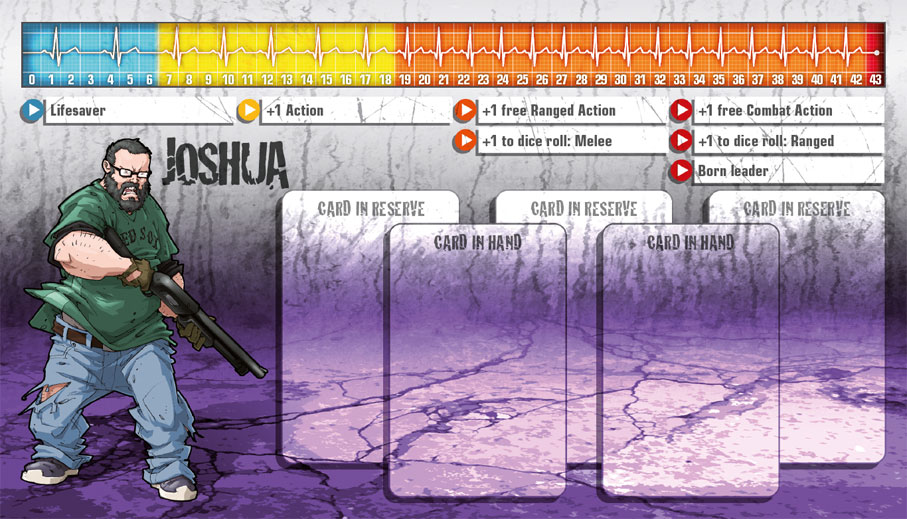 0 1 2 3 4 5 6 7 8 9 10 11 12 13 14 15 16 17 18 19 20 21 22 23 24 25 26 27 28 29 30 31 32 33 34 35 36 37 38 39 40 41 42 43
Lifesaver +1 Action +1 free Ranged Action +1 free Combat Action
+1 to dice roll: Melee +1 to dice roll: Ranged
Born leader
JOSHUA
CARD IN RESERVE CARD IN RESERVE CARD IN RESERVE
CARD IN HAND CARD IN HAND